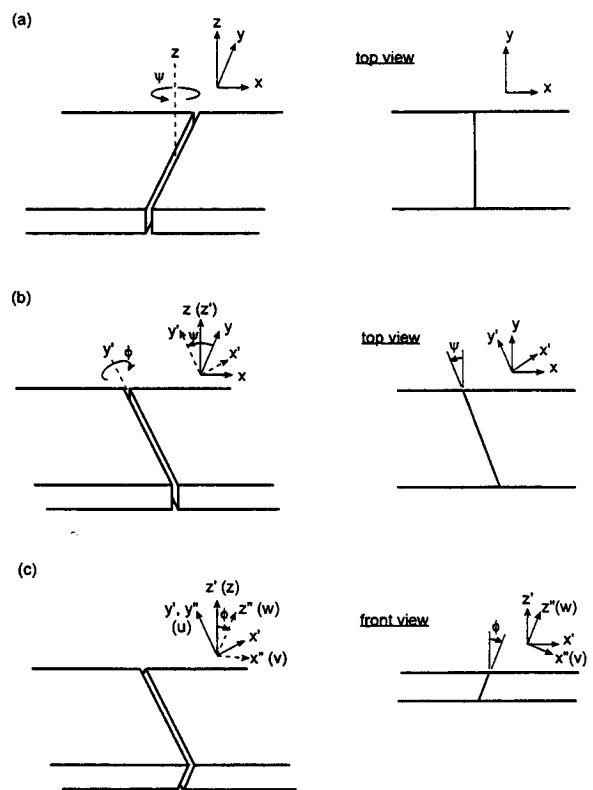 (a)
z
z
y
x
ψ
top view
y
x
(b)
z (z')
y'
ψ
y
x'
x
y'
ϕ
top view
ψ
y'
y
x'
x
(c)
z' (z)
y', y''
(u)
ϕ
z'' (w)
x'
x'' (v)
front view
ϕ
z'
z''(w)
x'
x''(v)